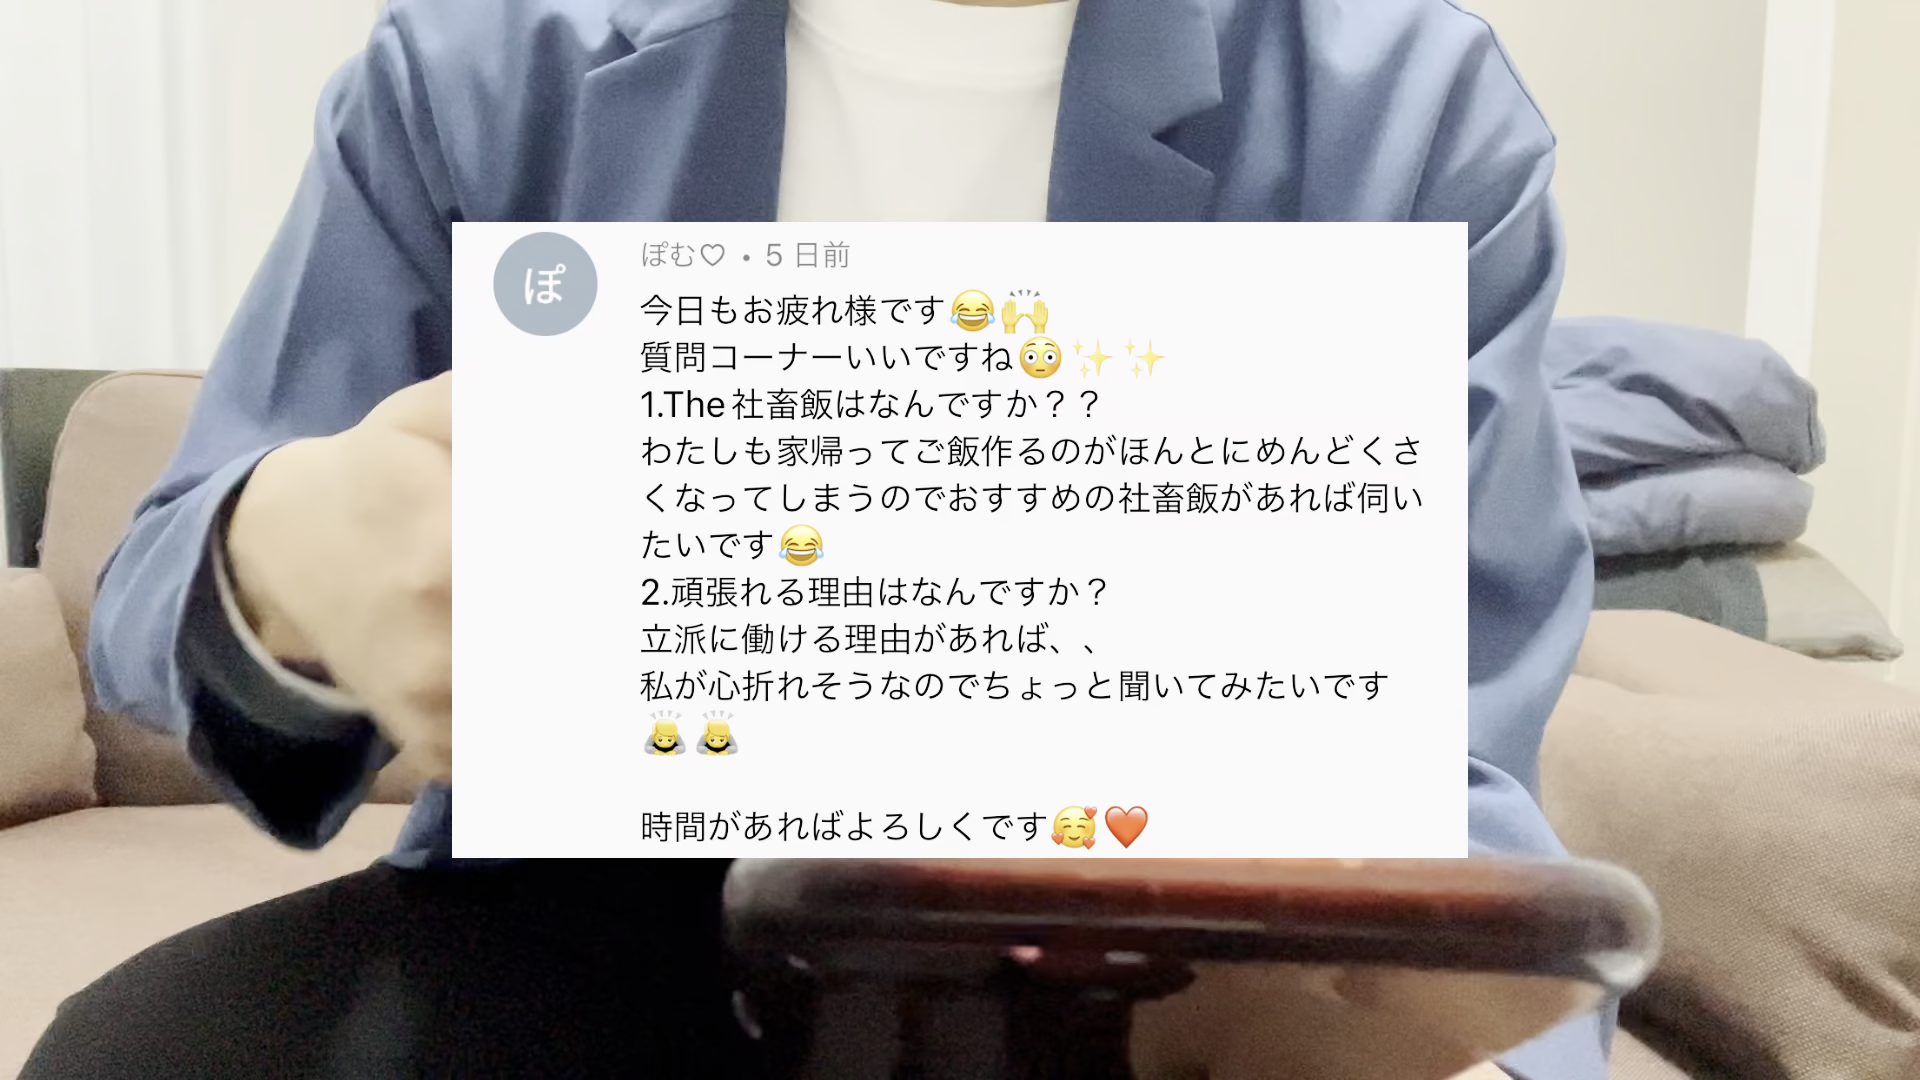 ぽ
ぽむ♡ • 5 日前
今日もお疲れ様です😂🙌
質問コーナーいいですね😳✨✨
1.The社畜飯はなんですか？？
わたしも家帰ってご飯作るのがほんとにめんどくさ
くなってしまうのでおすすめの社畜飯があれば伺い
たいです😂
2.頑張れる理由はなんですか？
立派に働ける理由があれば、、
私が心折れそうなのでちょっと聞いてみたいです
🙇🙇
時間があればよろしくです🥰❤️